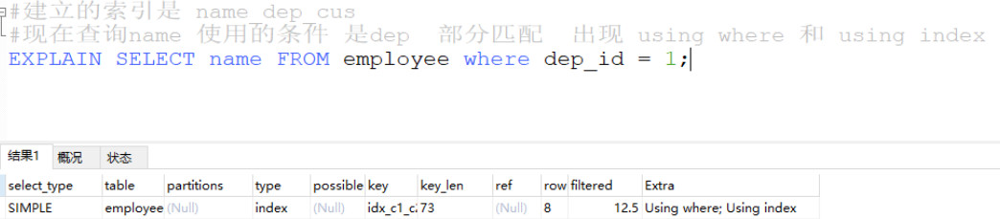 #建立的索引是 name dep cus
#现在查询name 使用的条件 是dep 部分匹配 出现 using where 和 using index
EXPLAIN SELECT name FROM employee where dep_id = 1;
结果1 概况 状态
select_type table partitions type possible key key_len ref row filtered Extra
SIMPLE employee (Null) index (Null) idx_c1_c 73 (Null) 8 12.5 Using where; Using index